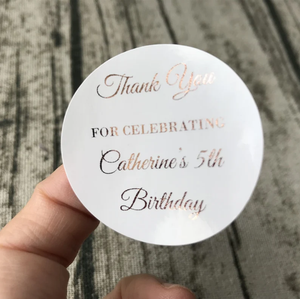 Thank You
FOR CELEBRATING
Catherine's 5th
Birthday